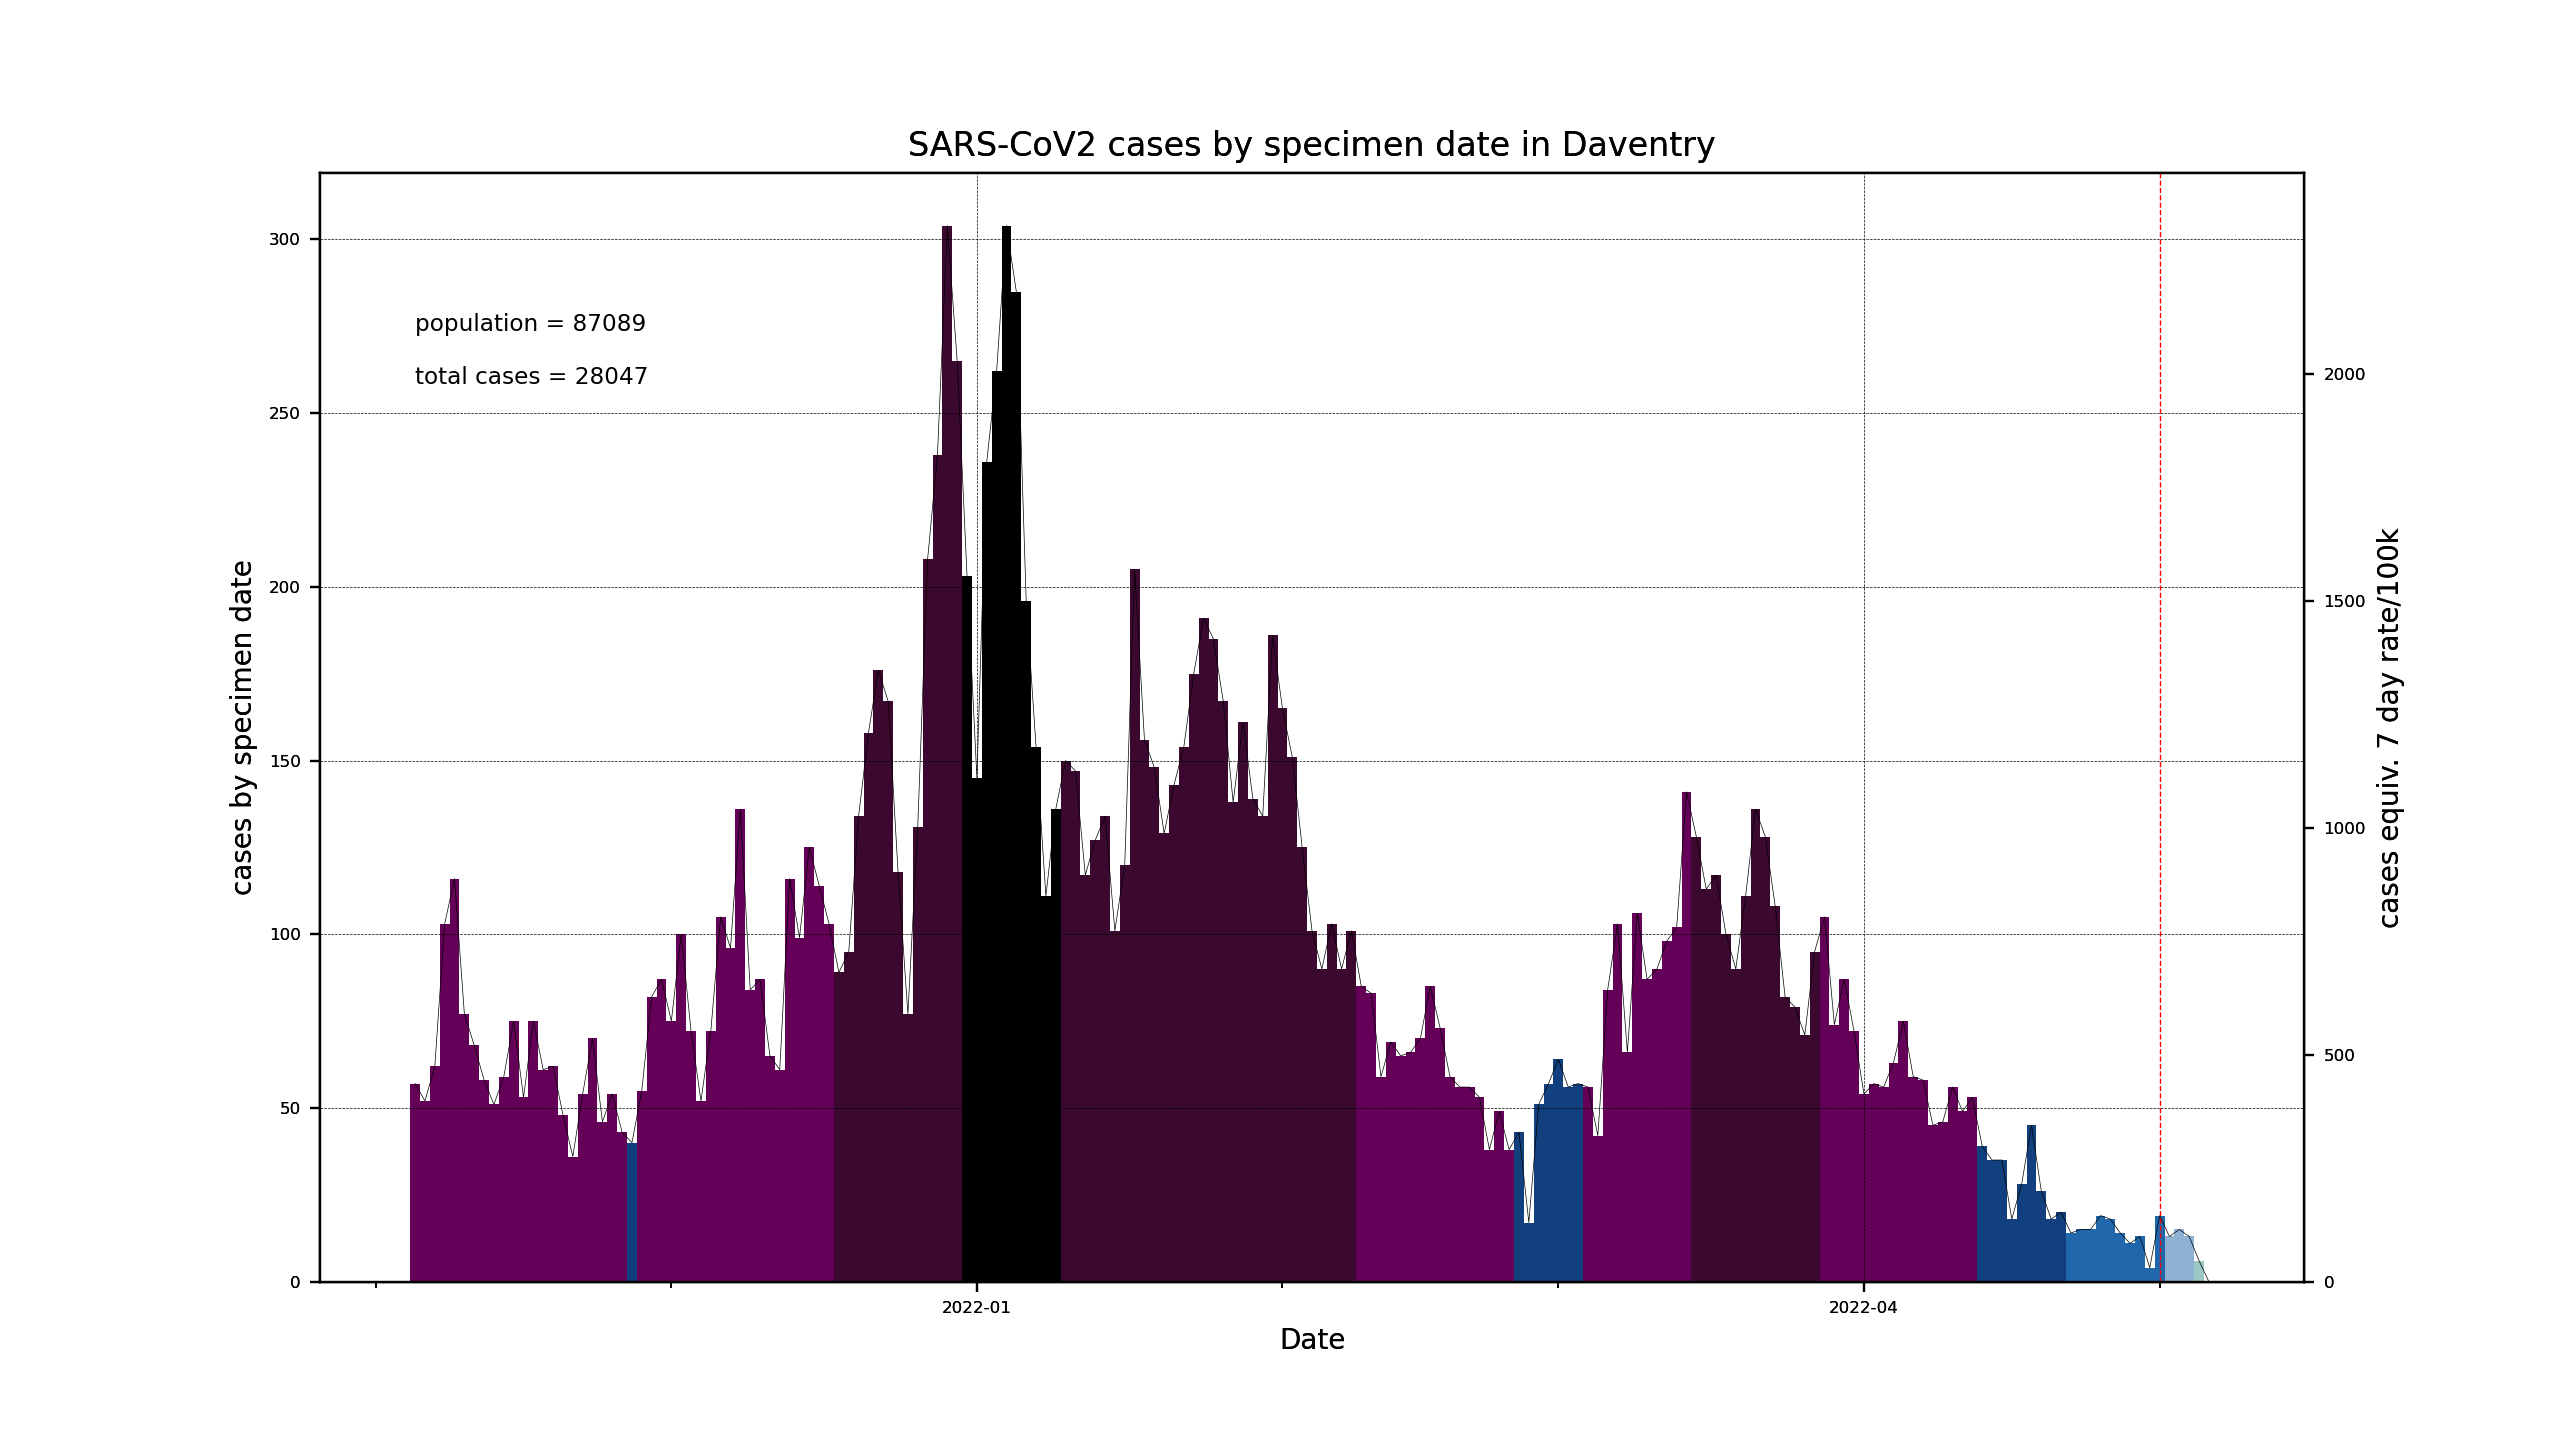 SARS-CoV2 cases by specimen date in Daventry
population = 87089
total cases = 28047
cases by specimen date
300
250
200
150
100
50
0
2000
1500
1000
500
0
cases equiv. 7 day rate/100k
2022-01
2022-04
Date